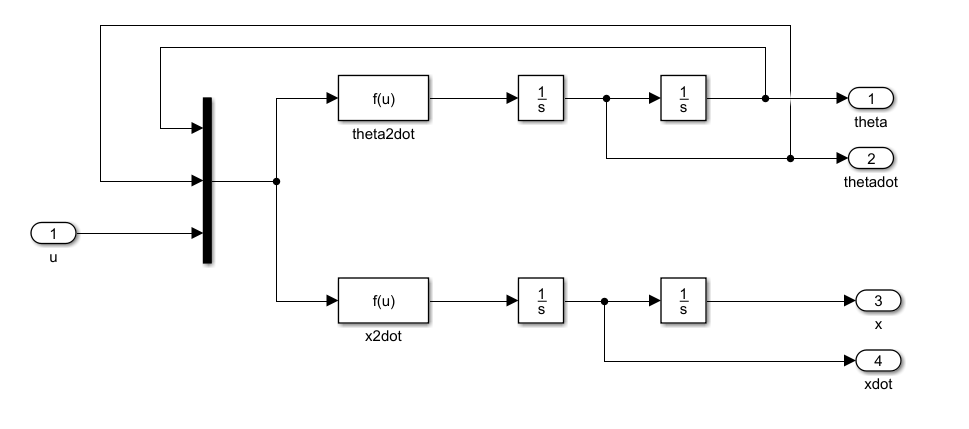 f(u)
1
s
1
s
1
theta2dot
theta
2
thetadot
1
u
f(u)
1
s
1
s
3
x2dot
x
4
xdot